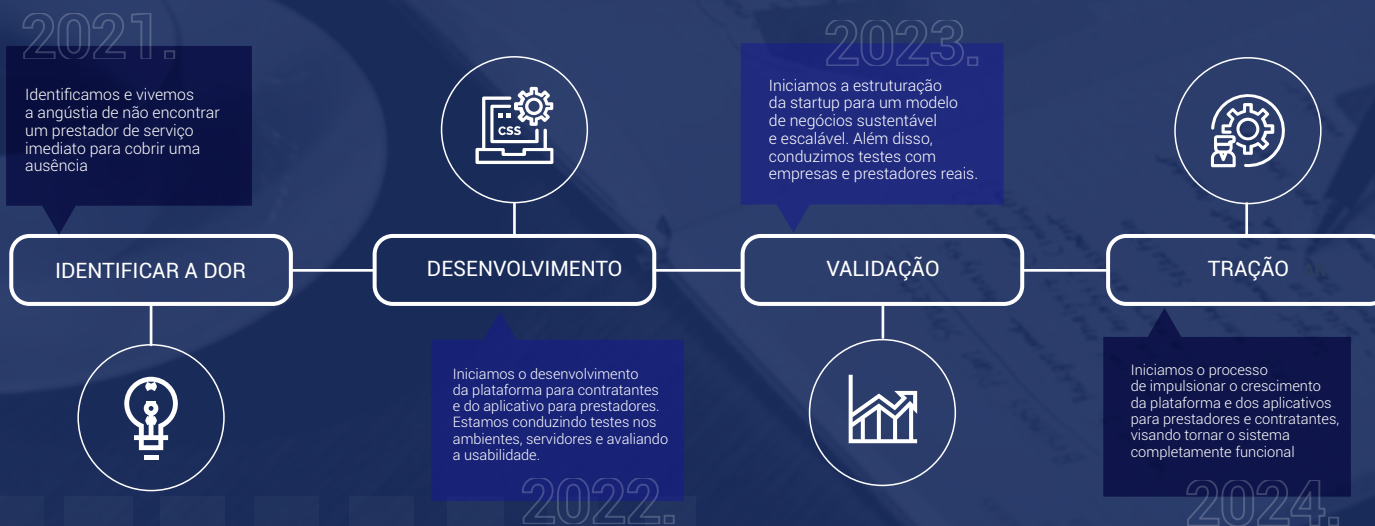 2021.
Identificamos e vivemos
a angústia de não encontrar
um prestador de serviço
imediato para cobrir uma
ausência
IDENTIFICAR A DOR
CSS
DESENVOLVIMENTO
Iniciamos o desenvolvimento
da plataforma para contratantes
e do aplicativo para prestadores.
Estamos conduzindo testes nos
ambientes, servidores e avaliando
a usabilidade.
2022.
2023.
Iniciamos a estruturação
da startup para um modelo
de negócios sustentável
e escalável. Além disso,
conduzimos testes com
empresas e prestadores reais.
VALIDAÇÃO
TRAÇÃO
Iniciamos o processo
de impulsionar o crescimento
da plataforma e dos aplicativos
para prestadores e contratantes,
visando tornar o sistema
completamente funcional
2024.